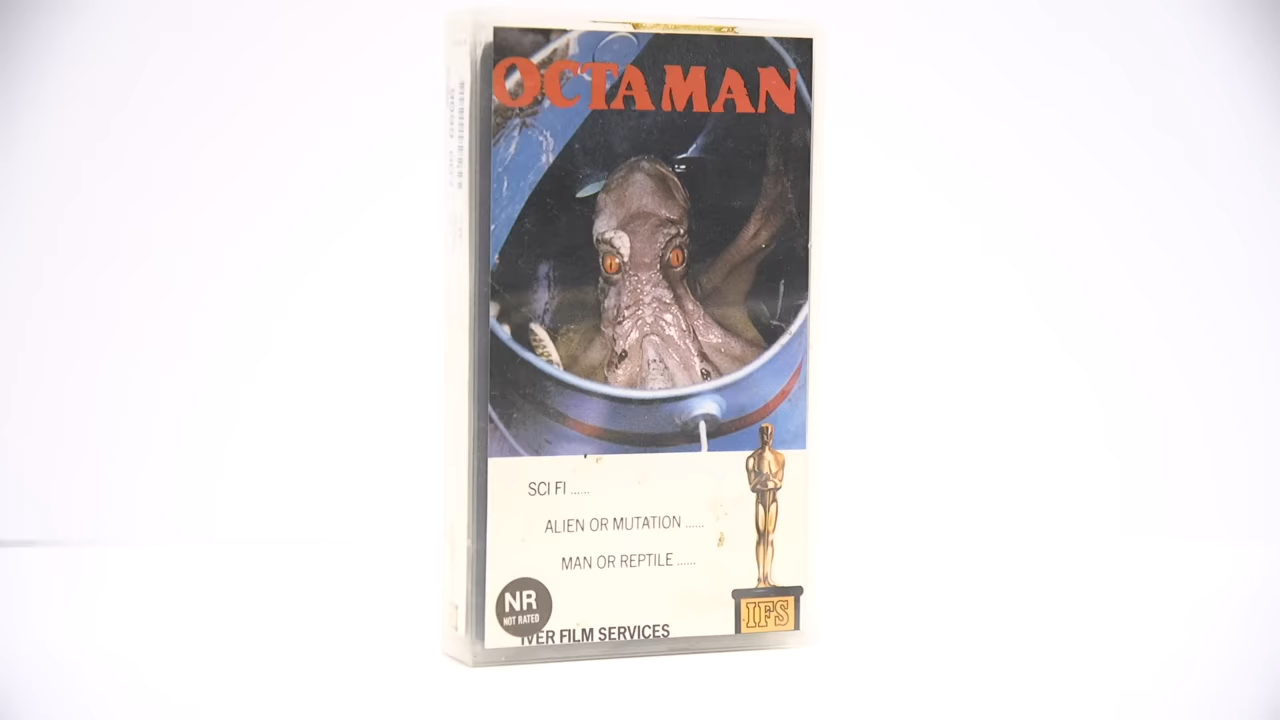 OCTAMAN
SCI FI ......
ALIEN OR MUTATION ......
MAN OR REPTILE ......
NR
NOT RATED
IVER FILM SERVICES
IFS